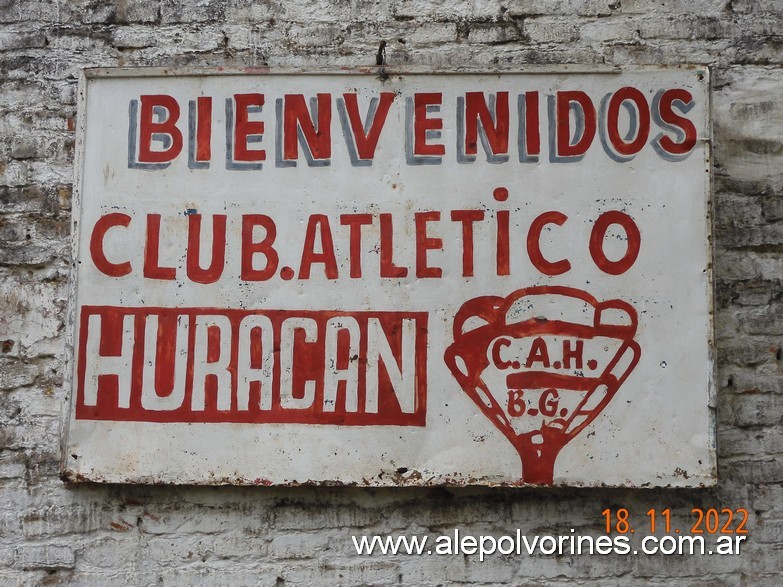 BIENVENIDOS
CLUB.ATLETiCO
HURACAN
C.A.H.
B.G.
18.11.2022
www.alepolvorines.com.ar